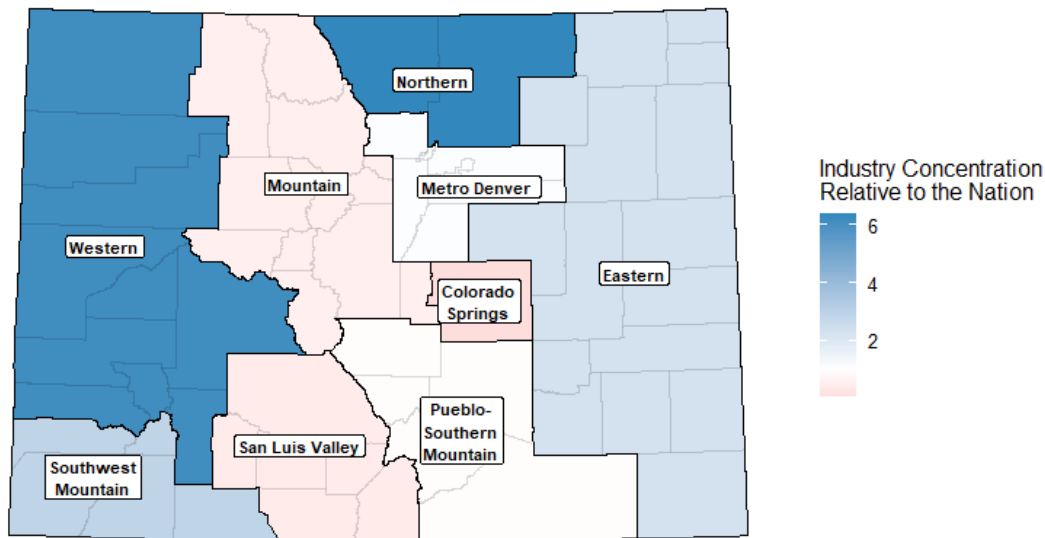 Northern
Mountain
Metro Denver
Western
Eastern
Colorado
Springs
Pueblo-
Southern
Mountain
San Luis Valley
Southwest
Mountain
Industry Concentration
Relative to the Nation
6
4
2